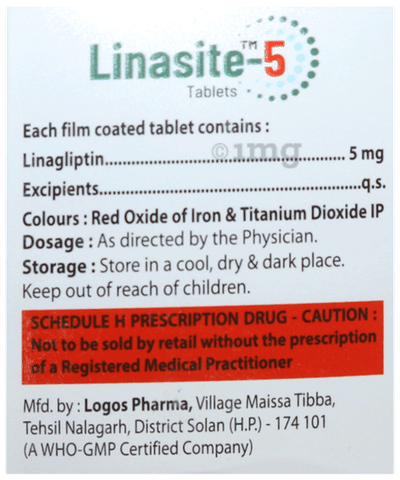 Linasite™-5
Tablets
Each film coated tablet contains :
©1mg
Linagliptin............................................... 5 mg
Excipients...................................................q.s.
Colours : Red Oxide of Iron & Titanium Dioxide IP
Dosage : As directed by the Physician.
Storage : Store in a cool, dry & dark place.
Keep out of reach of children.
SCHEDULE H PRESCRIPTION DRUG - CAUTION :
Not to be sold by retail without the prescription
of a Registered Medical Practitioner
Mfd. by : Logos Pharma, Village Maissa Tibba,
Tehsil Nalagarh, District Solan (H.P.) - 174 101
(A WHO-GMP Certified Company)